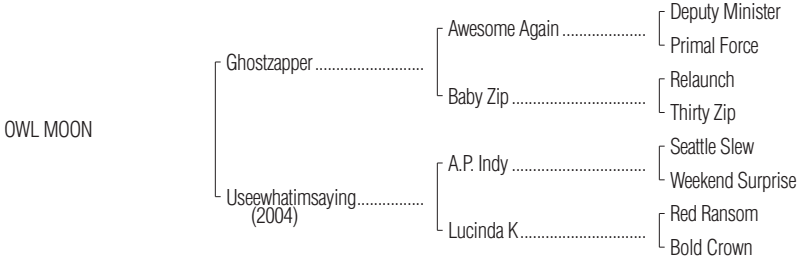 Deputy Minister
Awesome Again ....................
Primal Force
Ghostzapper ..........................
Relaunch
Baby Zip ................................
Thirty Zip
OWL MOON
Seattle Slew
A.P. Indy ................................
Weekend Surprise
Useewhatimsaying................
(2004)
Red Ransom
Lucinda K..............................
Bold Crown